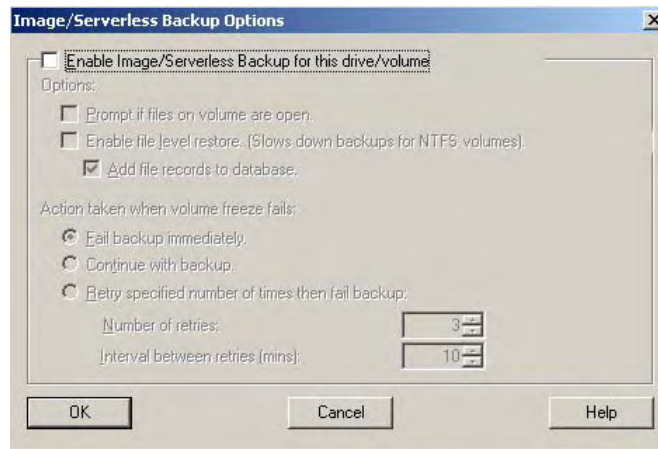 Image/Serverless Backup Options
Enable Image/Serverless Backup for this drive/volume
Options:
Prompt if files on volume are open.
Enable file level restore. (Slows down backups for NTFS volumes).
Add file records to database.
Action taken when volume freeze fails:
Fail backup immediately.
Continue with backup.
Retry specified number of times then fail backup:
Number of retries: 3
Interval between retries (mins): 10
OK Cancel Help